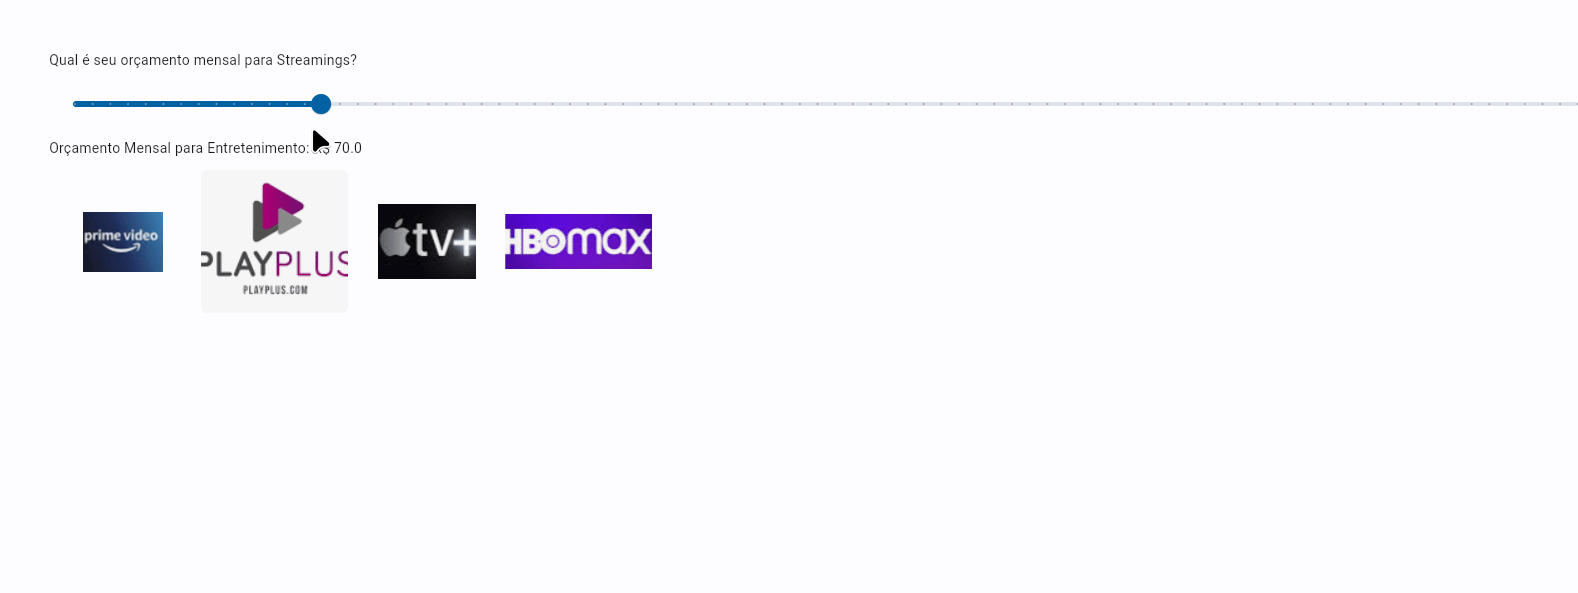 Qual é seu orçamento mensal para Streamings?
Orçamento Mensal para Entretenimento: R$ 70.0
prime video
PLAYPLUS
PLAYPLUS.COM
tv+
HBOmax